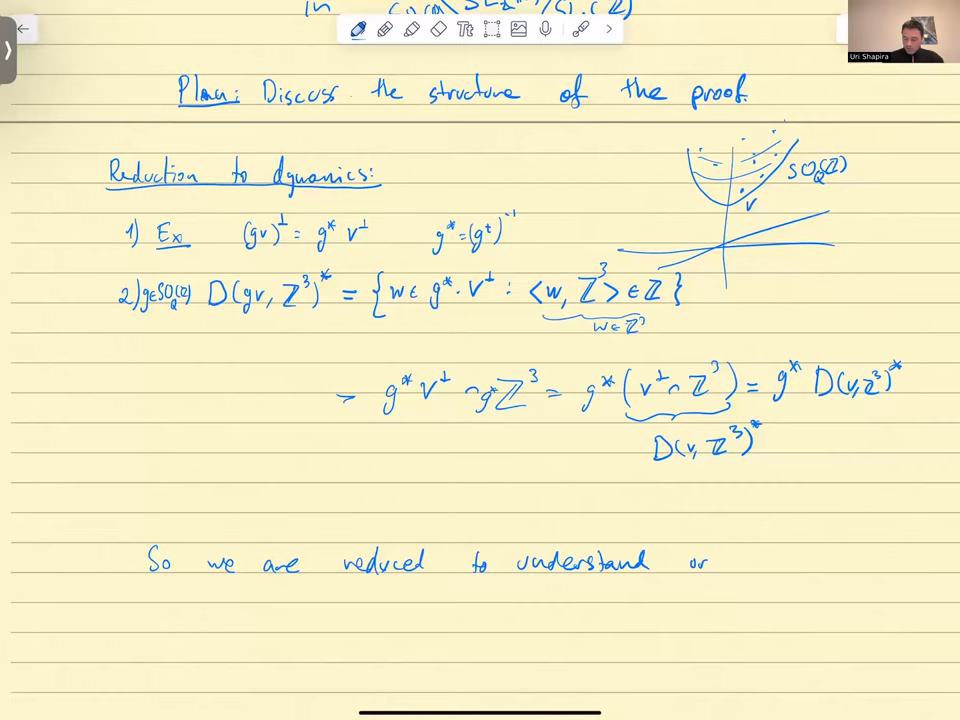 Uri Shapira
Plan: Discuss the structure of the proof.
Reduction to dynamics:
SO_Q(ℤ)
v
1) Ex (gv)^⊥ = g^* v^⊥ g^* = (g^t)^{-1}
2) g∈SO_Q(ℤ) D(gv, ℤ^3)^* = { w ∈ g^* · v^⊥ : <w, ℤ^3> ∈ ℤ }
w ∈ ℤ^3
= g^* v^⊥ ∩ g^* ℤ^3 = g^* (v^⊥ ∩ ℤ^3) = g^* D(v, ℤ^3)^*
D(v, ℤ^3)^*
So we are reduced to understand or